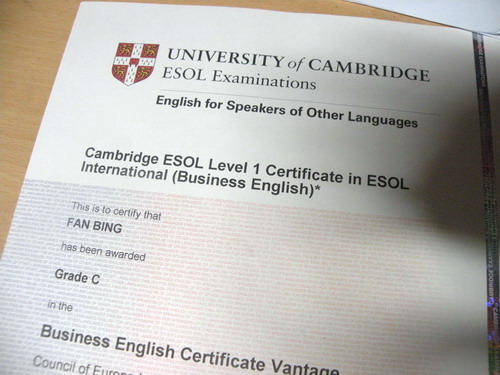 UNIVERSITY of CAMBRIDGE
ESOL Examinations
English for Speakers of Other Languages
Cambridge ESOL Level 1 Certificate in ESOL
International (Business English)*
This is to certify that
FAN BING
has been awarded
Grade C
in the
Business English Certificate Vantage
Council of Europe